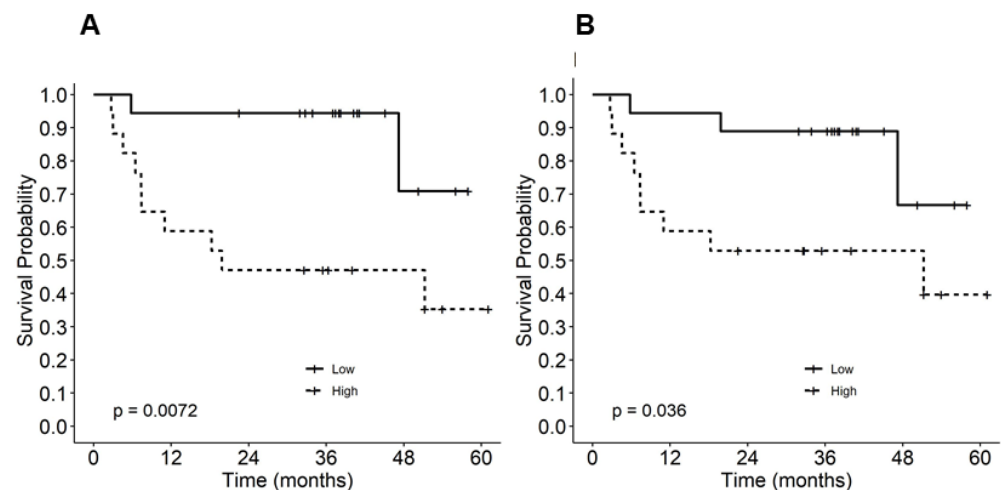 A
B
Survival Probability
1.0
0.9
0.8
0.7
0.6
0.5
0.4
0.3
0.2
0.1
0.0
Low
High
p = 0.0072
0 12 24 36 48 60
Time (months)
Survival Probability
1.0
0.9
0.8
0.7
0.6
0.5
0.4
0.3
0.2
0.1
0.0
Low
High
p = 0.036
0 12 24 36 48 60
Time (months)